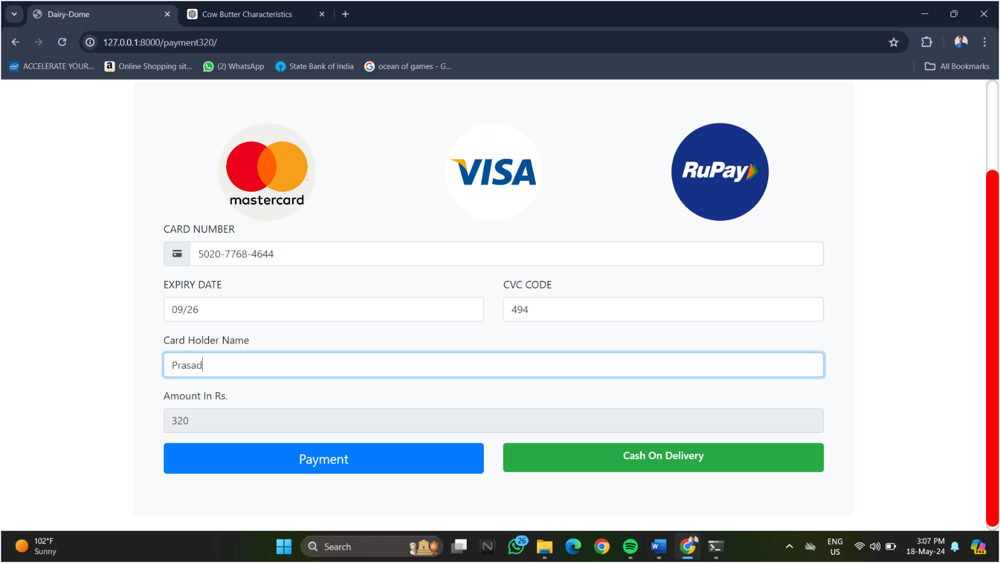 Dairy-Dome
Cow Butter Characteristics
127.0.0.1:8000/payment320/
ACCELERATE YOUR...
Online Shopping sit...
(2) WhatsApp
State Bank of India
ocean of games - G...
All Bookmarks
mastercard
VISA
RuPay
CARD NUMBER
5020-7768-4644
EXPIRY DATE
CVC CODE
09/26
494
Card Holder Name
Prasad
Amount In Rs.
320
Payment
Cash On Delivery
102°F
Sunny
Search
26
ENG
US
3:07 PM
18-May-24
PRE